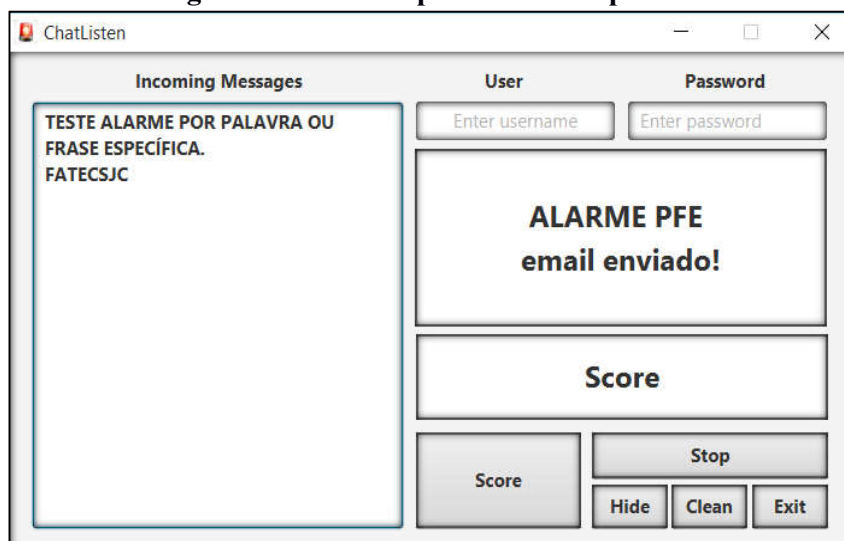 ChatListen
Incoming Messages
User
Password
TESTE ALARME POR PALAVRA OU
FRASE ESPECÍFICA.
FATECSJC
Enter username
Enter password
ALARME PFE
email enviado!
Score
Score
Stop
Hide
Clean
Exit